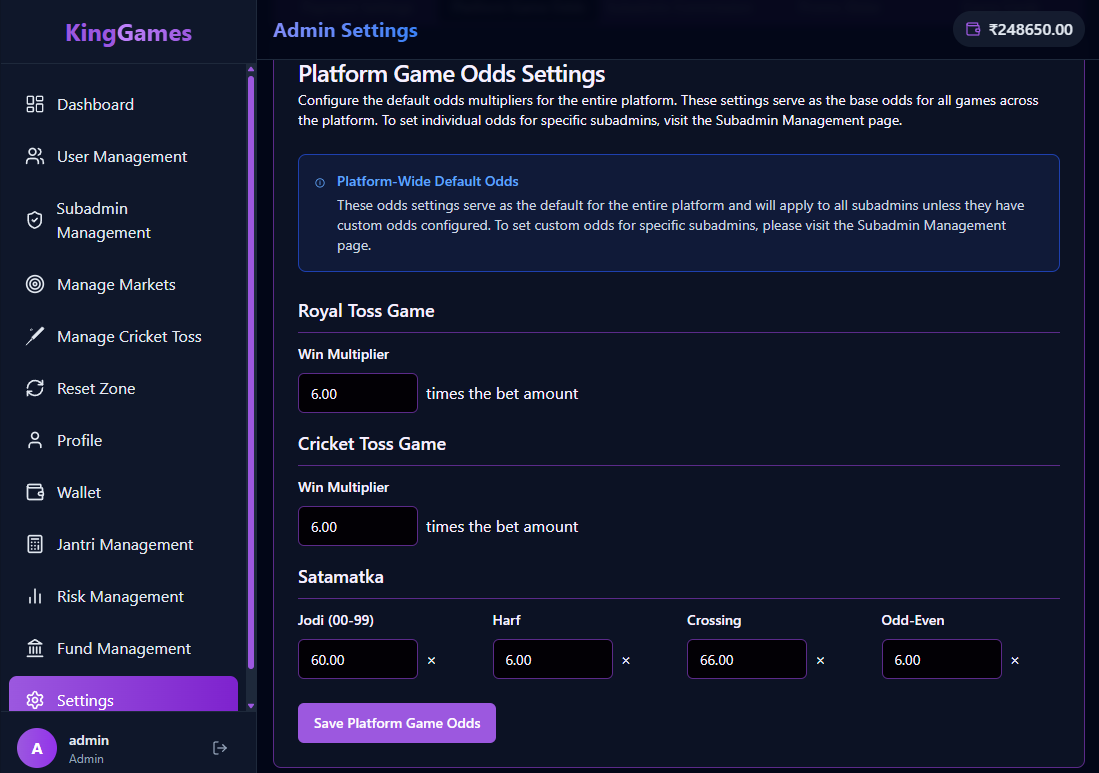 KingGames
Dashboard
User Management
Subadmin
Management
Manage Markets
Manage Cricket Toss
Reset Zone
Profile
Wallet
Jantri Management
Risk Management
Fund Management
Settings
A
admin
Admin
Admin Settings
₹248650.00
Platform Game Odds Settings
Configure the default odds multipliers for the entire platform. These settings serve as the base odds for all games across
the platform. To set individual odds for specific subadmins, visit the Subadmin Management page.
Platform-Wide Default Odds
These odds settings serve as the default for the entire platform and will apply to all subadmins unless they have
custom odds configured. To set custom odds for specific subadmins, please visit the Subadmin Management
page.
Royal Toss Game
Win Multiplier
6.00 times the bet amount
Cricket Toss Game
Win Multiplier
6.00 times the bet amount
Satamatka
Jodi (00-99) Harf Crossing Odd-Even
60.00 × 6.00 × 66.00 × 6.00 ×
Save Platform Game Odds